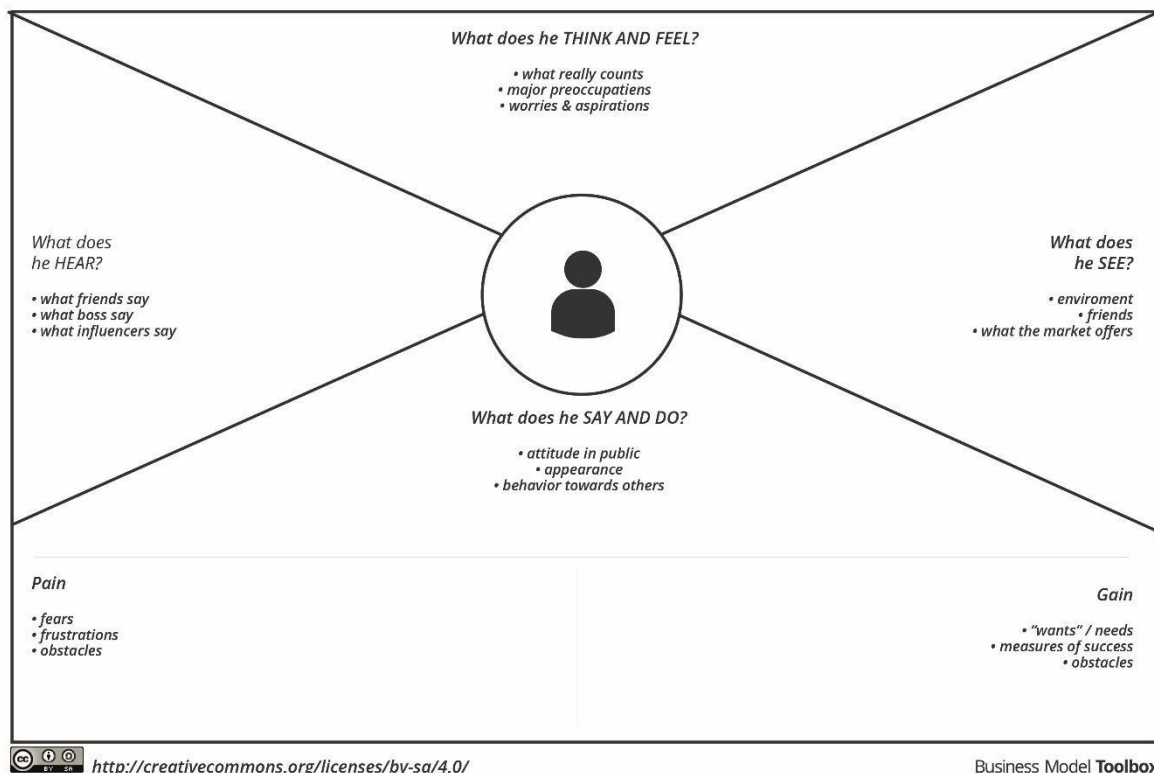 What does he THINK AND FEEL?
• what really counts
• major preoccupatiens
• worries & aspirations
What does
he HEAR?
• what friends say
• what boss say
• what influencers say
What does
he SEE?
• enviroment
• friends
• what the market offers
What does he SAY AND DO?
• attitude in public
• appearance
• behavior towards others
Pain
• fears
• frustrations
• obstacles
Gain
• “wants” / needs
• measures of success
• obstacles
cc BY SA http://creativecommons.org/licenses/by-sa/4.0/
Business Model Toolbox